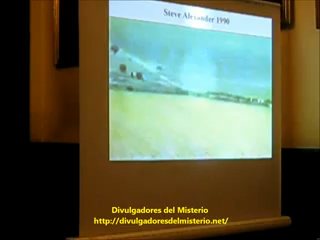 Steve Alexander 1990
Divulgadores del Misterio
http://divulgadoresdelmisterio.net/